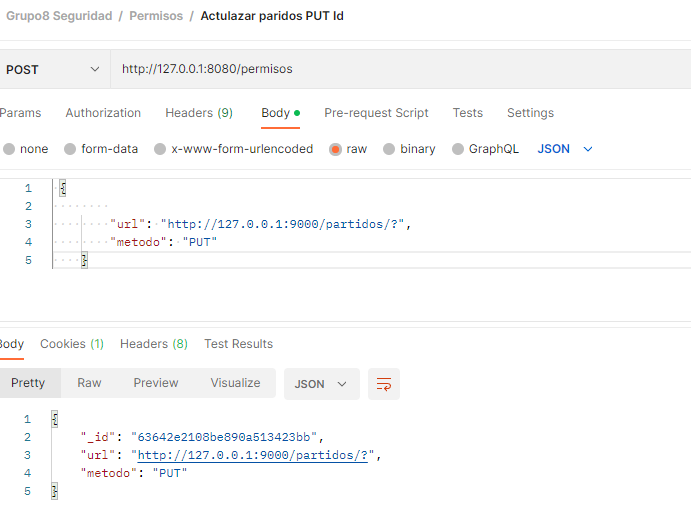 Grupo8 Seguridad / Permisos / Actulazar paridos PUT Id
POST http://127.0.0.1:8080/permisos
Params Authorization Headers (9) Body Pre-request Script Tests Settings
none form-data x-www-form-urlencoded raw binary GraphQL JSON
1 {
2
3 "url": "http://127.0.0.1:9000/partidos/?",
4 "metodo": "PUT"
5 }
Body Cookies (1) Headers (8) Test Results
Pretty Raw Preview Visualize JSON
1 {
2 "_id": "63642e2108be890a513423bb",
3 "url": "http://127.0.0.1:9000/partidos/?",
4 "metodo": "PUT"
5 }